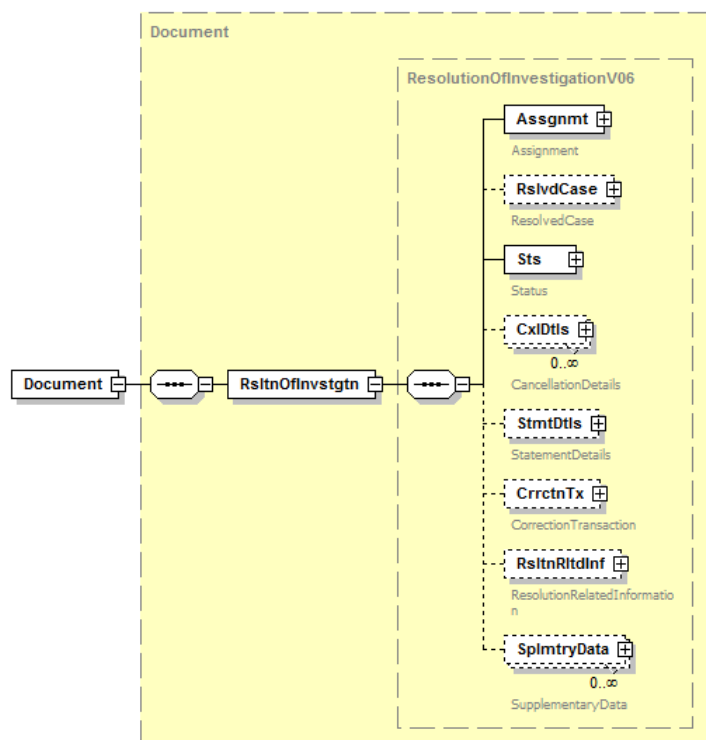 Document
ResolutionOfInvestigationV06
Assgnmt
Assignment
RslvdCase
ResolvedCase
Sts
Status
CxlDtls
0..∞
CancellationDetails
Document
RsltnOfInvstgtn
StmtDtls
StatementDetails
CrrctnTx
CorrectionTransaction
RsltnRltdInf
ResolutionRelatedInformatio
n
SplmtryData
0..∞
SupplementaryData